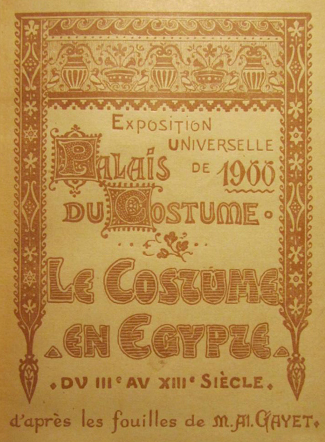 EXPOSITION
UNIVERSELLE
PALAIS DE 1900
DU COSTUME.
LE COSTUME
EN EGYPTE
. DU IIIe AU XIIIe SIÈCLE.
d'après les fouilles de M. Al. GAYET.